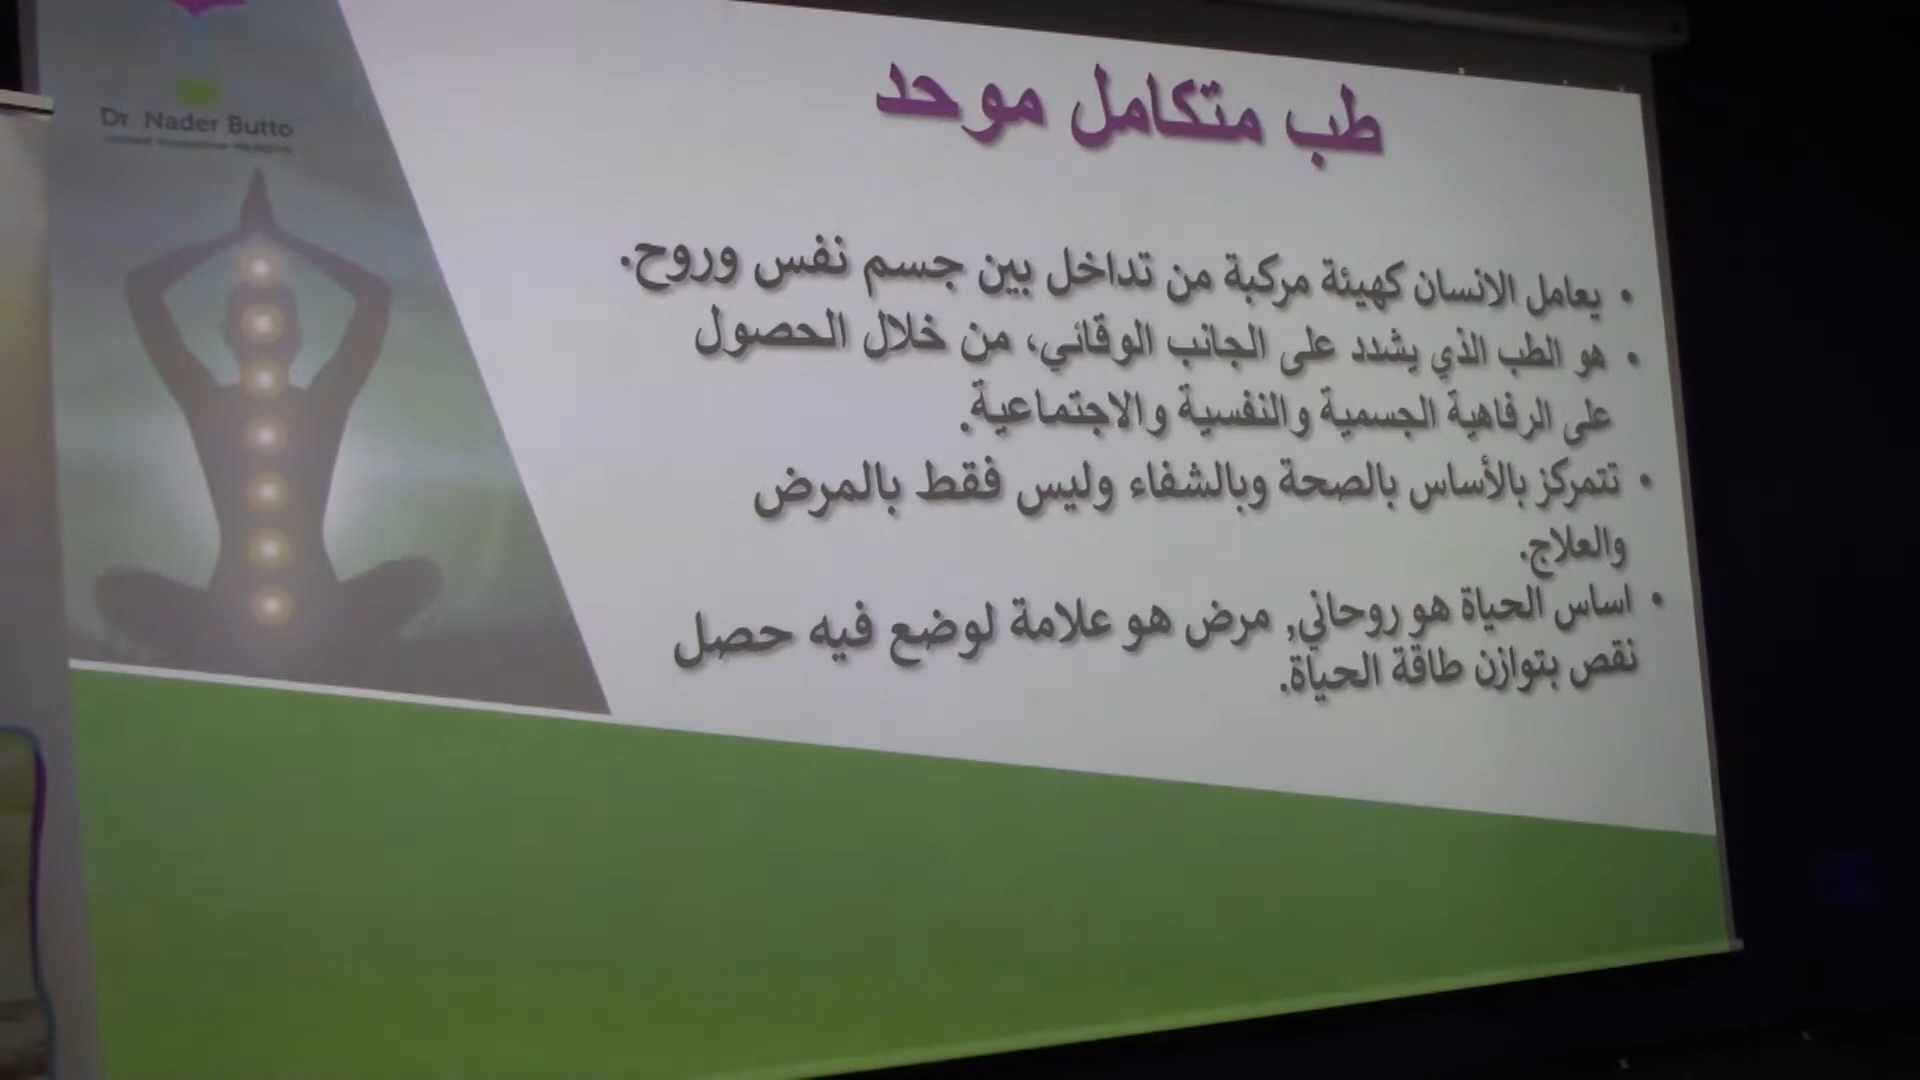 Dr. Nader Butto
طب متكامل موحد
• يعامل الانسان كهيئة مركبة من تداخل بين جسم نفس وروح.
• هو الطب الذي يشدد على الجانب الوقائي، من خلال الحصول
على الرفاهية الجسمية والنفسية والاجتماعية.
• تتمركز بالأساس بالصحة وبالشفاء وليس فقط بالمرض
والعلاج.
• اساس الحياة هو روحاني, مرض هو علامة لوضع فيه حصل
نقص بتوازن طاقة الحياة.